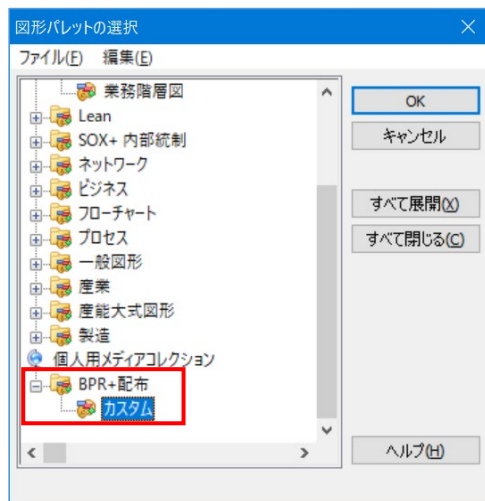 図形パレットの選択
ファイル(F) 編集(E)
業務階層図
Lean
SOX+ 内部統制
ネットワーク
ビジネス
フローチャート
プロセス
一般図形
産業
産能大式図形
製造
個人用メディアコレクション
BPR+配布
カスタム
OK
キャンセル
すべて展開(X)
すべて閉じる(C)
ヘルプ(H)